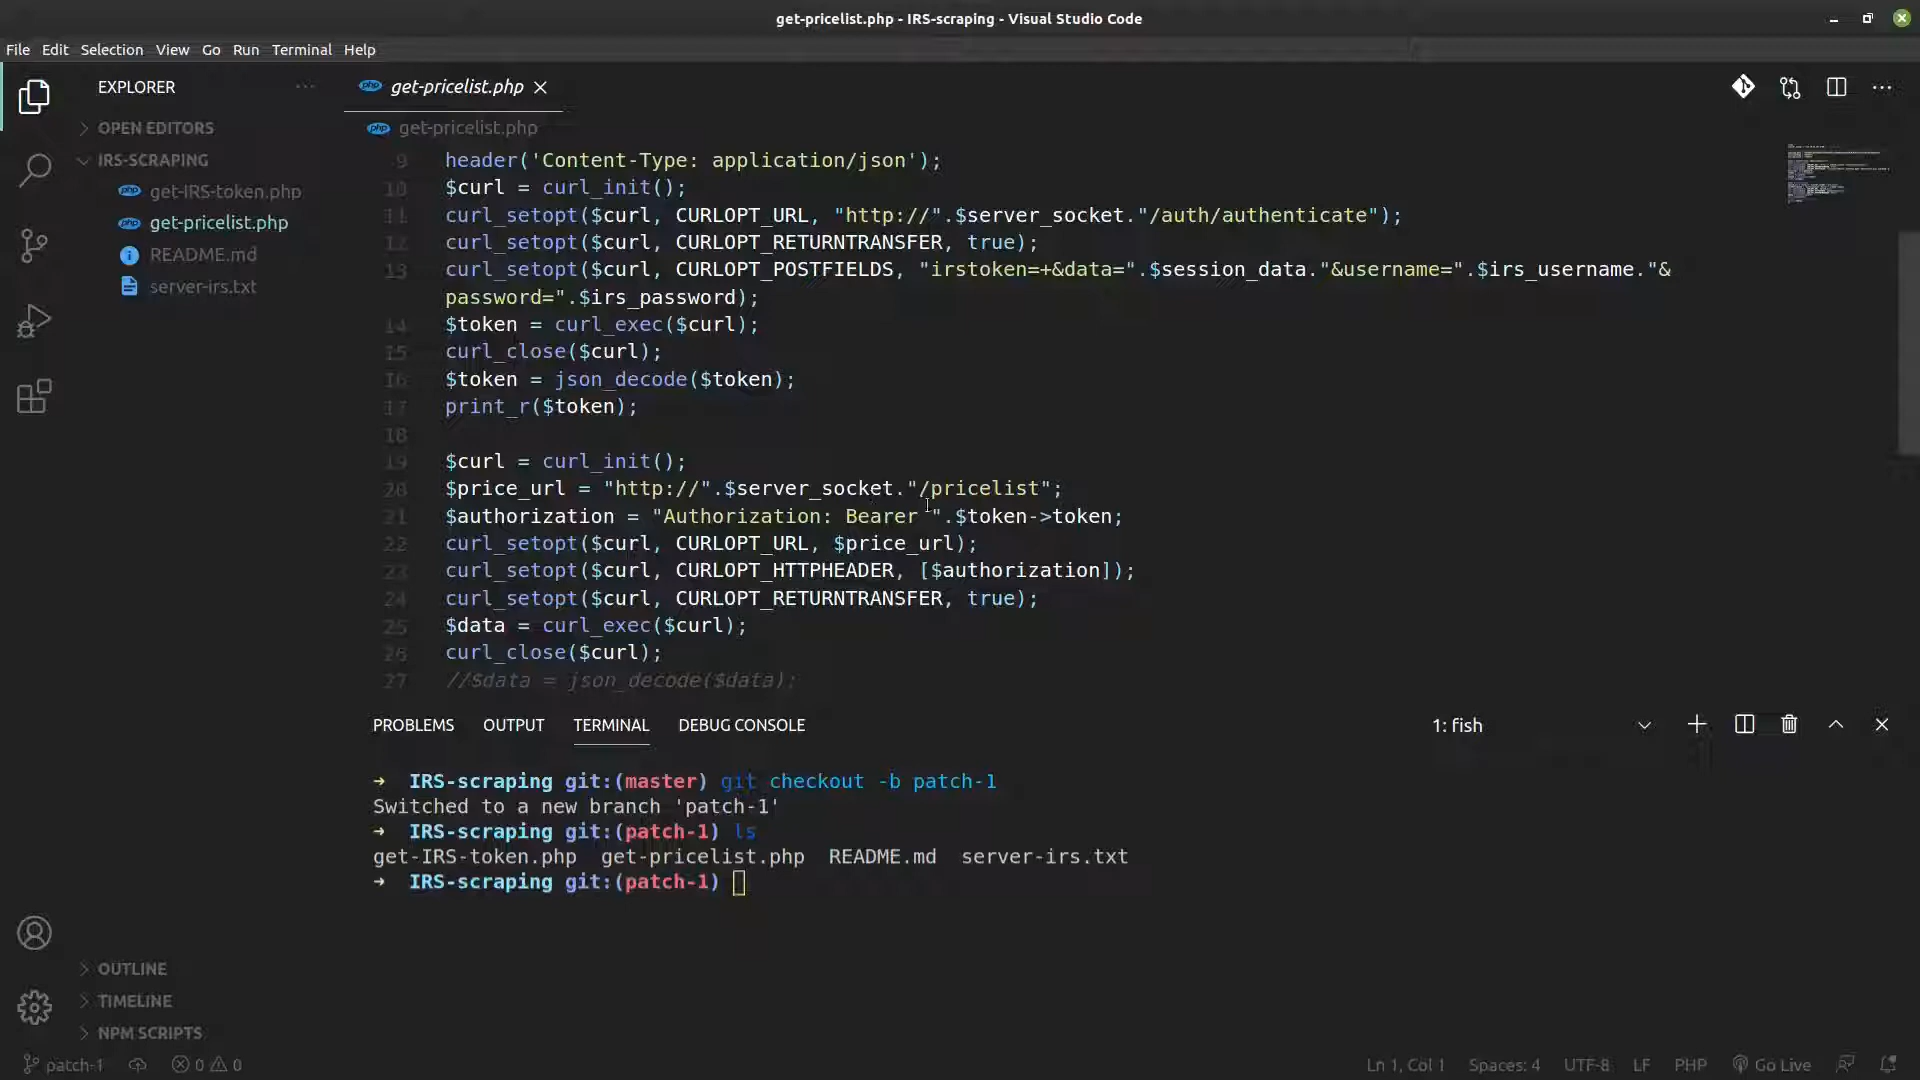 get-pricelist.php - IRS-scraping - Visual Studio Code
File Edit Selection View Go Run Terminal Help
EXPLORER
OPEN EDITORS
IRS-SCRAPING
php get-IRS-token.php
php get-pricelist.php
README.md
server-irs.txt
OUTLINE
TIMELINE
NPM SCRIPTS
php get-pricelist.php
php get-pricelist.php
9 header('Content-Type: application/json');
10 $curl = curl_init();
11 curl_setopt($curl, CURLOPT_URL, "http://".$server_socket."/auth/authenticate");
12 curl_setopt($curl, CURLOPT_RETURNTRANSFER, true);
13 curl_setopt($curl, CURLOPT_POSTFIELDS, "irstoken=+&data=".$session_data."&username=".$irs_username."&
password=".$irs_password);
14 $token = curl_exec($curl);
15 curl_close($curl);
16 $token = json_decode($token);
17 print_r($token);
18
19 $curl = curl_init();
20 $price_url = "http://".$server_socket."/pricelist";
21 $authorization = "Authorization: Bearer ".$token->token;
22 curl_setopt($curl, CURLOPT_URL, $price_url);
23 curl_setopt($curl, CURLOPT_HTTPHEADER, [$authorization]);
24 curl_setopt($curl, CURLOPT_RETURNTRANSFER, true);
25 $data = curl_exec($curl);
26 curl_close($curl);
27 //$data = json_decode($data);
PROBLEMS OUTPUT TERMINAL DEBUG CONSOLE 1: fish
→ IRS-scraping git:(master) git checkout -b patch-1
Switched to a new branch 'patch-1'
→ IRS-scraping git:(patch-1) ls
get-IRS-token.php get-pricelist.php README.md server-irs.txt
→ IRS-scraping git:(patch-1)
patch-1 0 0 Ln 1, Col 1 Spaces: 4 UTF-8 LF PHP Go Live